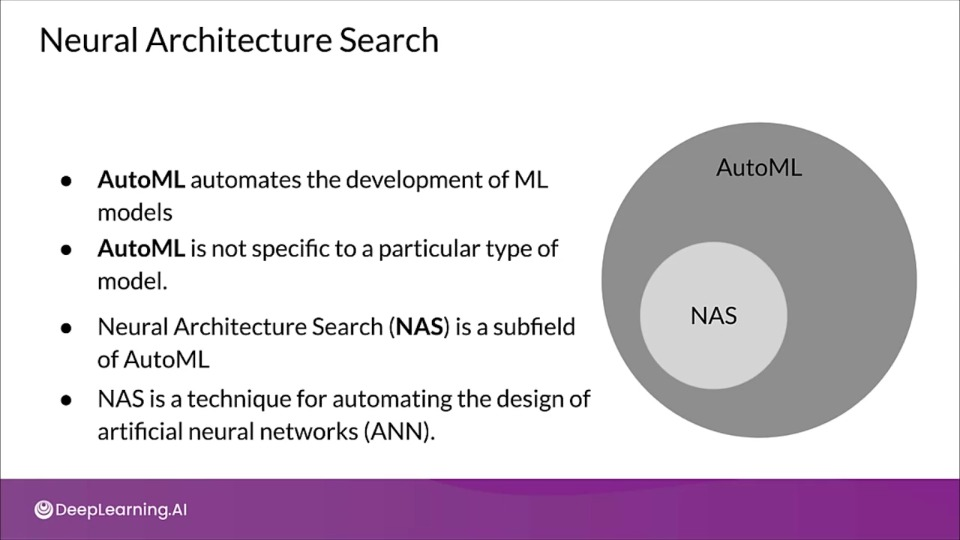 Neural Architecture Search
● AutoML automates the development of ML
models
● AutoML is not specific to a particular type of
model.
● Neural Architecture Search (NAS) is a subfield
of AutoML
● NAS is a technique for automating the design of
artificial neural networks (ANN).
AutoML
NAS
DeepLearning.AI